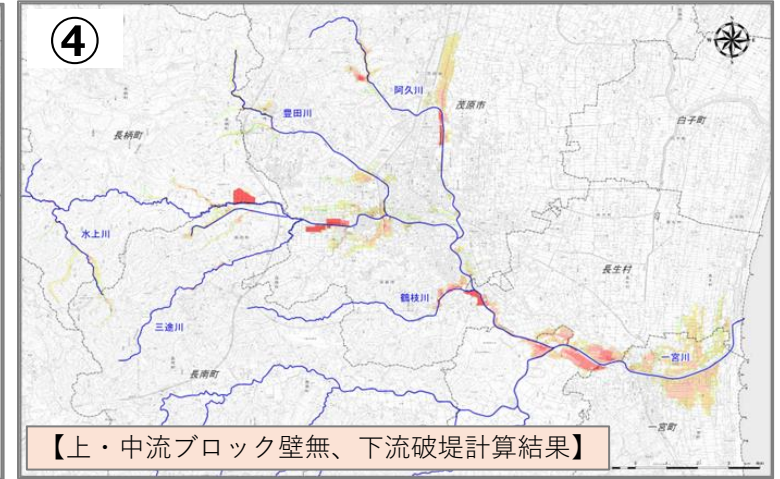 ④
阿久川
茂原市
豊田川
白子町
長柄町
水上川
長生村
鶴枝川
三途川
一宮川
長南町
一宮町
【上・中流ブロック壁無、下流破堤計算結果】